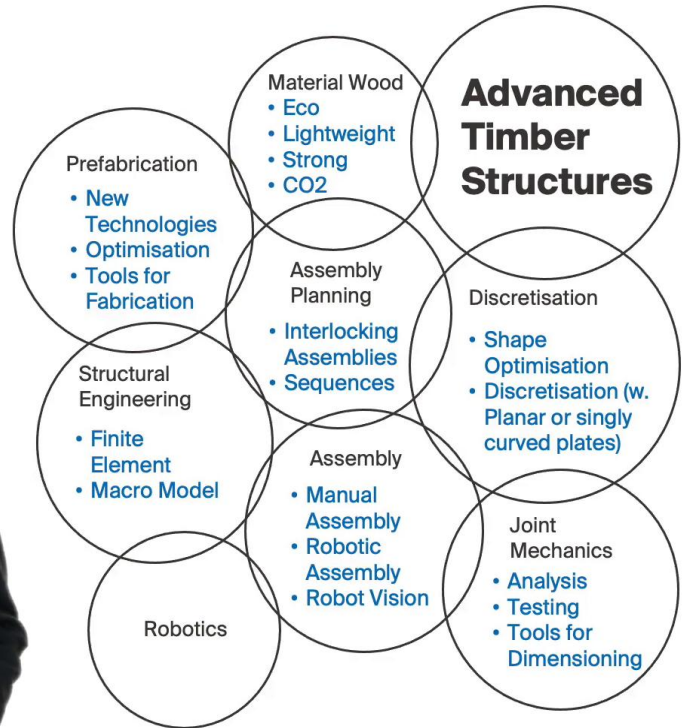 Advanced
Timber
Structures
Material Wood
• Eco
• Lightweight
• Strong
• CO2
Prefabrication
• New
Technologies
• Optimisation
• Tools for
Fabrication
Assembly
Planning
• Interlocking
Assemblies
• Sequences
Discretisation
• Shape
Optimisation
• Discretisation (w.
Planar or singly
curved plates)
Structural
Engineering
• Finite
Element
• Macro Model
Assembly
• Manual
Assembly
• Robotic
Assembly
• Robot Vision
Joint
Mechanics
• Analysis
• Testing
• Tools for
Dimensioning
Robotics